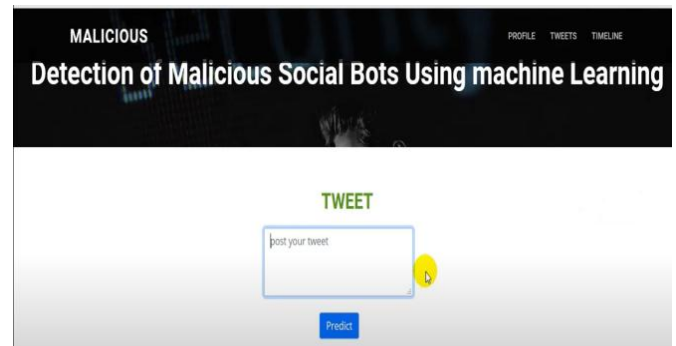 MALICIOUS
PROFILE TWEETS TIMELINE
Detection of Malicious Social Bots Using machine Learning
TWEET
post your tweet
Predict